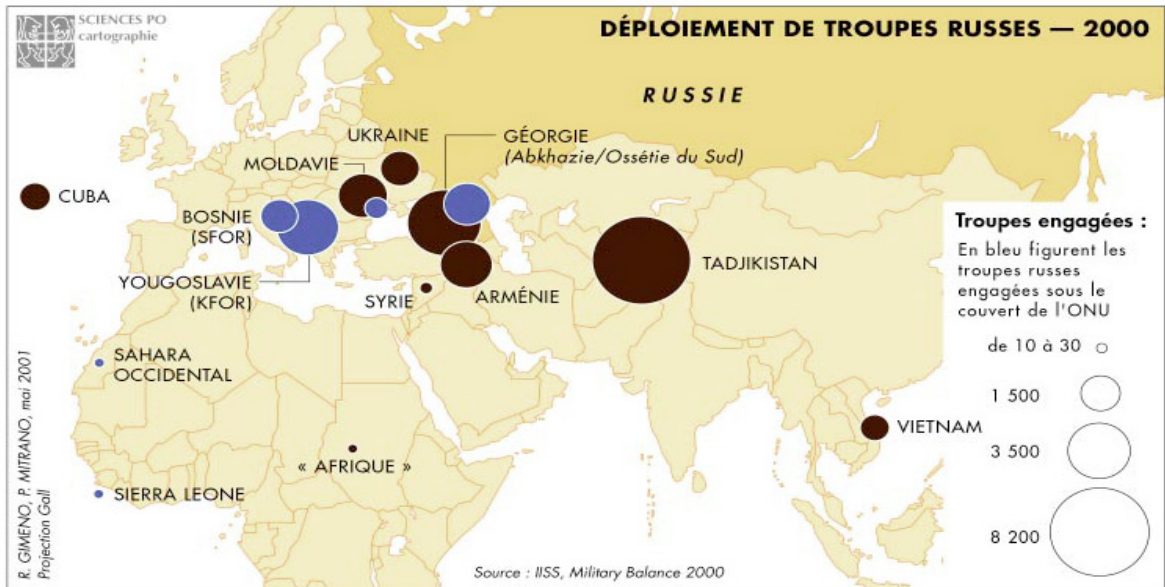 SCIENCES PO
cartographie
DÉPLOIEMENT DE TROUPES RUSSES — 2000
RUSSIE
UKRAINE
GÉORGIE
(Abkhazie/Ossétie du Sud)
MOLDAVIE
CUBA
BOSNIE
(SFOR)
YOUGOSLAVIE
(KFOR)
SYRIE
ARMÉNIE
TADJIKISTAN
SAHARA
OCCIDENTAL
« AFRIQUE »
SIERRA LEONE
VIETNAM
Troupes engagées :
En bleu figurent les
troupes russes
engagées sous le
couvert de l'ONU
de 10 à 30
1 500
3 500
8 200
R. GIMENO, P. MITRANO, mai 2001
Projection Gall
Source : IISS, Military Balance 2000